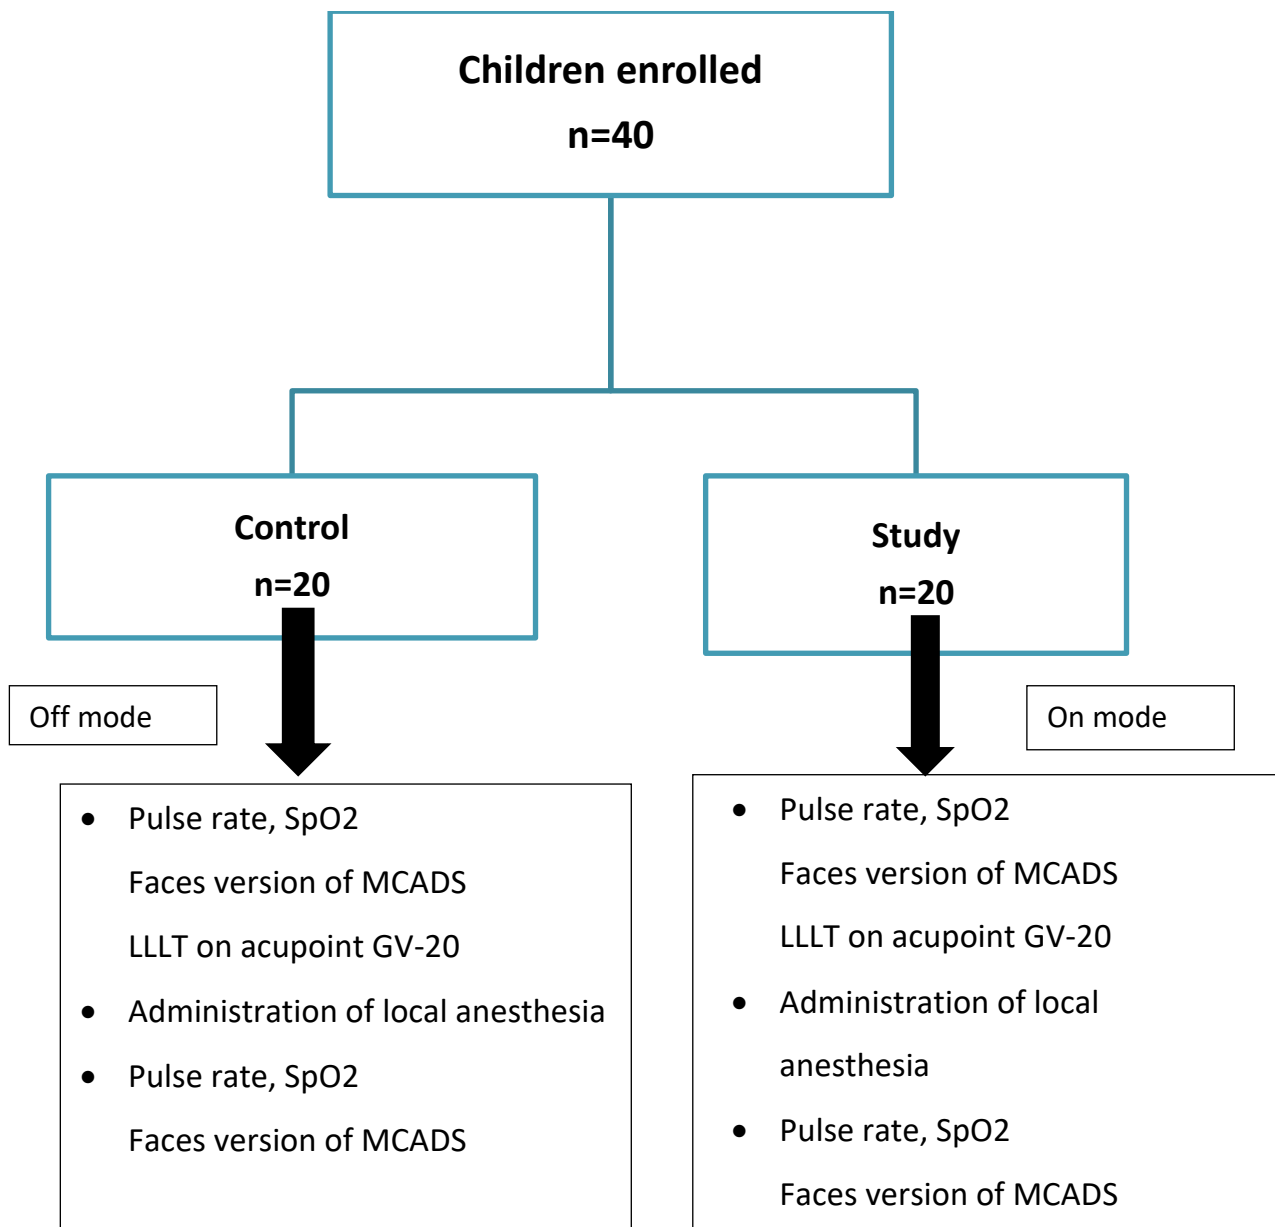 Children enrolled
n=40
Control
n=20
Study
n=20
Off mode
On mode
• Pulse rate, SpO2
Faces version of MCADS
LLLT on acupoint GV-20
• Administration of local anesthesia
• Pulse rate, SpO2
Faces version of MCADS
• Pulse rate, SpO2
Faces version of MCADS
LLLT on acupoint GV-20
• Administration of local
anesthesia
• Pulse rate, SpO2
Faces version of MCADS